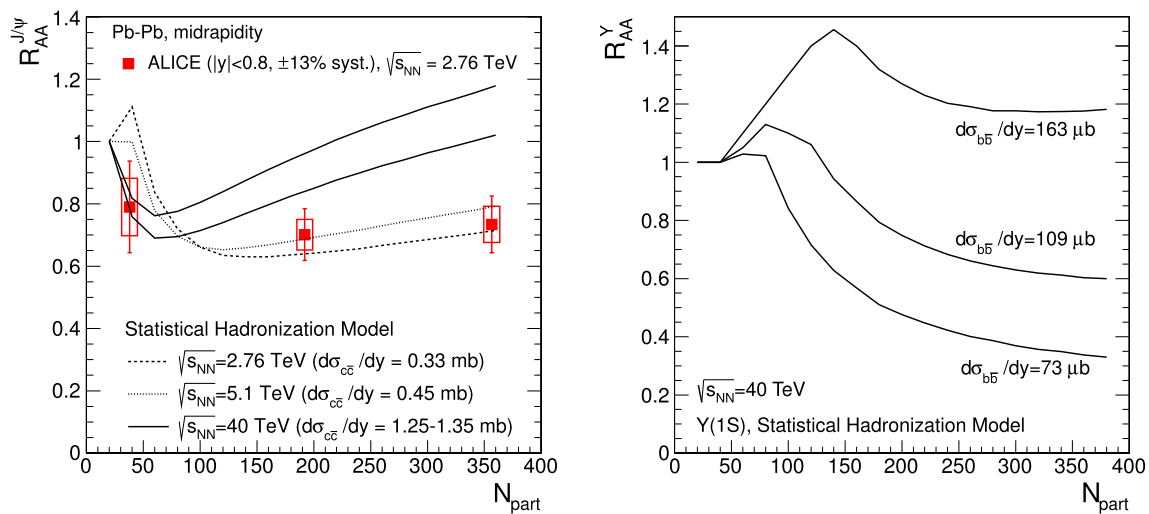 R_AA^J/ψ
1.4
1.2
1
0.8
0.6
0.4
0.2
0
Pb-Pb, midrapidity
ALICE (|y|<0.8, ±13% syst.), √s_NN = 2.76 TeV
Statistical Hadronization Model
√s_NN=2.76 TeV (dσ_cc̅ /dy = 0.33 mb)
√s_NN=5.1 TeV (dσ_cc̅ /dy = 0.45 mb)
√s_NN=40 TeV (dσ_cc̅ /dy = 1.25-1.35 mb)
0 50 100 150 200 250 300 350 400
N_part
R_AA^Y
1.4
1.2
1
0.8
0.6
0.4
0.2
0
dσ_bb̅ /dy=163 μb
dσ_bb̅ /dy=109 μb
dσ_bb̅ /dy=73 μb
√s_NN=40 TeV
Υ(1S), Statistical Hadronization Model
0 50 100 150 200 250 300 350 400
N_part